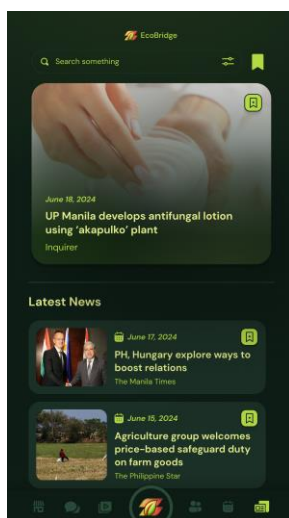 EcoBridge
Search something
June 18, 2024
UP Manila develops antifungal lotion
using ‘akapulko’ plant
Inquirer
Latest News
June 17, 2024
PH, Hungary explore ways to
boost relations
The Manila Times
June 15, 2024
Agriculture group welcomes
price-based safeguard duty
on farm goods
The Philippine Star